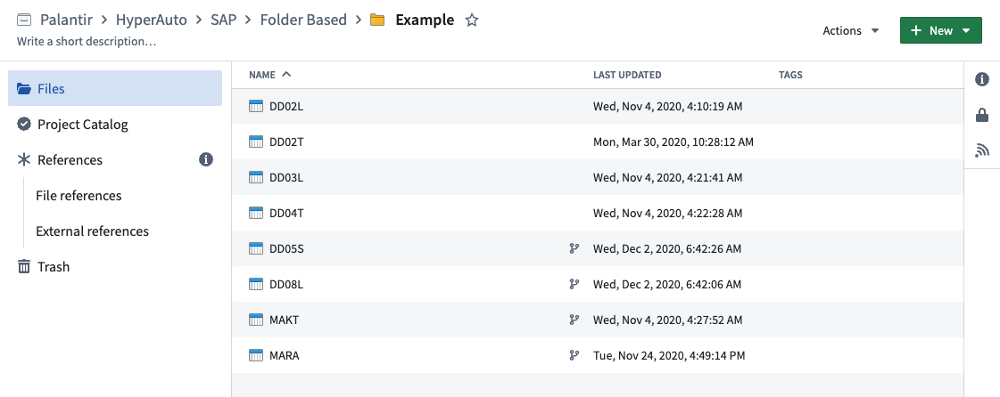 Palantir > HyperAuto > SAP > Folder Based > Example
Write a short description…
Actions
+ New
Files
Project Catalog
References
File references
External references
Trash
NAME LAST UPDATED TAGS
DD02L Wed, Nov 4, 2020, 4:10:19 AM
DD02T Mon, Mar 30, 2020, 10:28:12 AM
DD03L Wed, Nov 4, 2020, 4:21:41 AM
DD04T Wed, Nov 4, 2020, 4:22:28 AM
DD05S Wed, Dec 2, 2020, 6:42:26 AM
DD08L Wed, Dec 2, 2020, 6:42:06 AM
MAKT Wed, Nov 4, 2020, 4:27:52 AM
MARA Tue, Nov 24, 2020, 4:49:14 PM